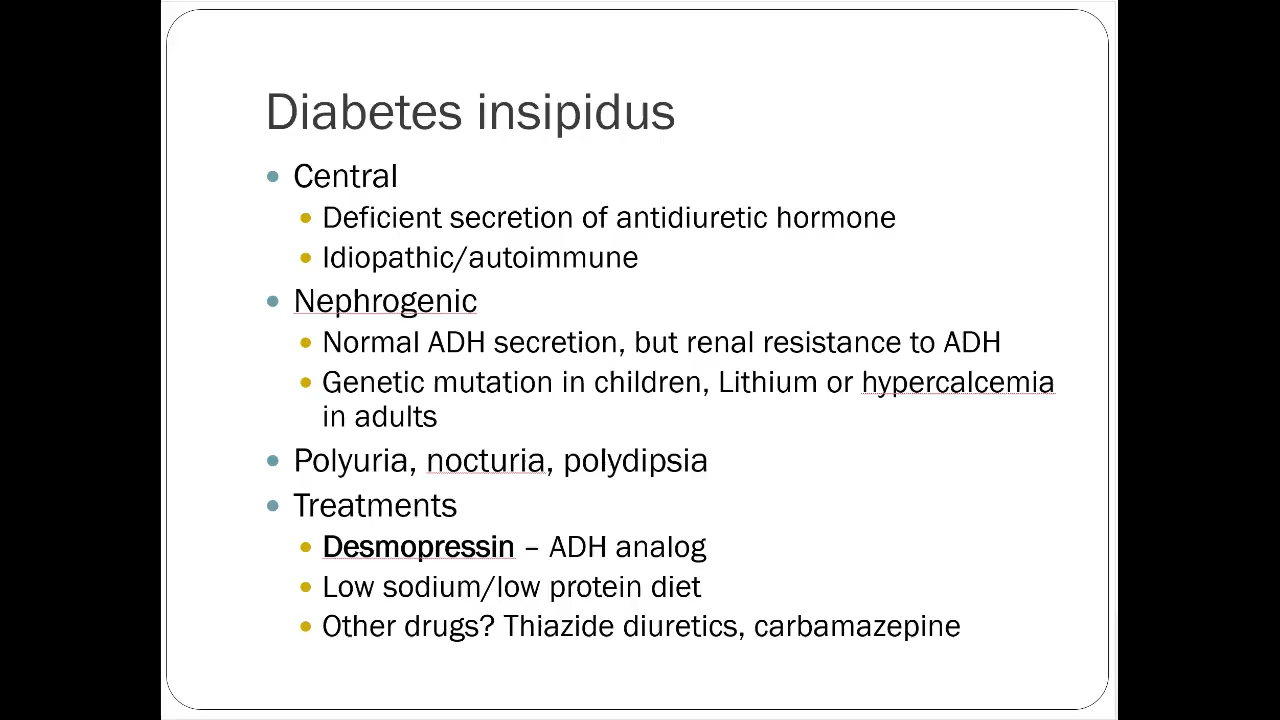 Diabetes insipidus
Central
Deficient secretion of antidiuretic hormone
Idiopathic/autoimmune
Nephrogenic
Normal ADH secretion, but renal resistance to ADH
Genetic mutation in children, Lithium or hypercalcemia
in adults
Polyuria, nocturia, polydipsia
Treatments
Desmopressin – ADH analog
Low sodium/low protein diet
Other drugs? Thiazide diuretics, carbamazepine